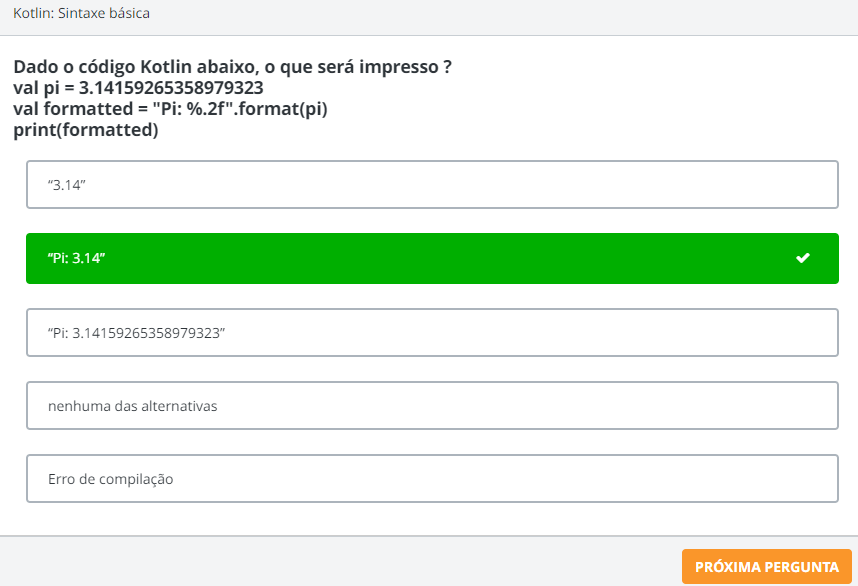 Kotlin: Sintaxe básica
Dado o código Kotlin abaixo, o que será impresso ?
val pi = 3.14159265358979323
val formatted = "Pi: %.2f".format(pi)
print(formatted)
“3.14”
“Pi: 3.14”
“Pi: 3.14159265358979323”
nenhuma das alternativas
Erro de compilação
PRÓXIMA PERGUNTA